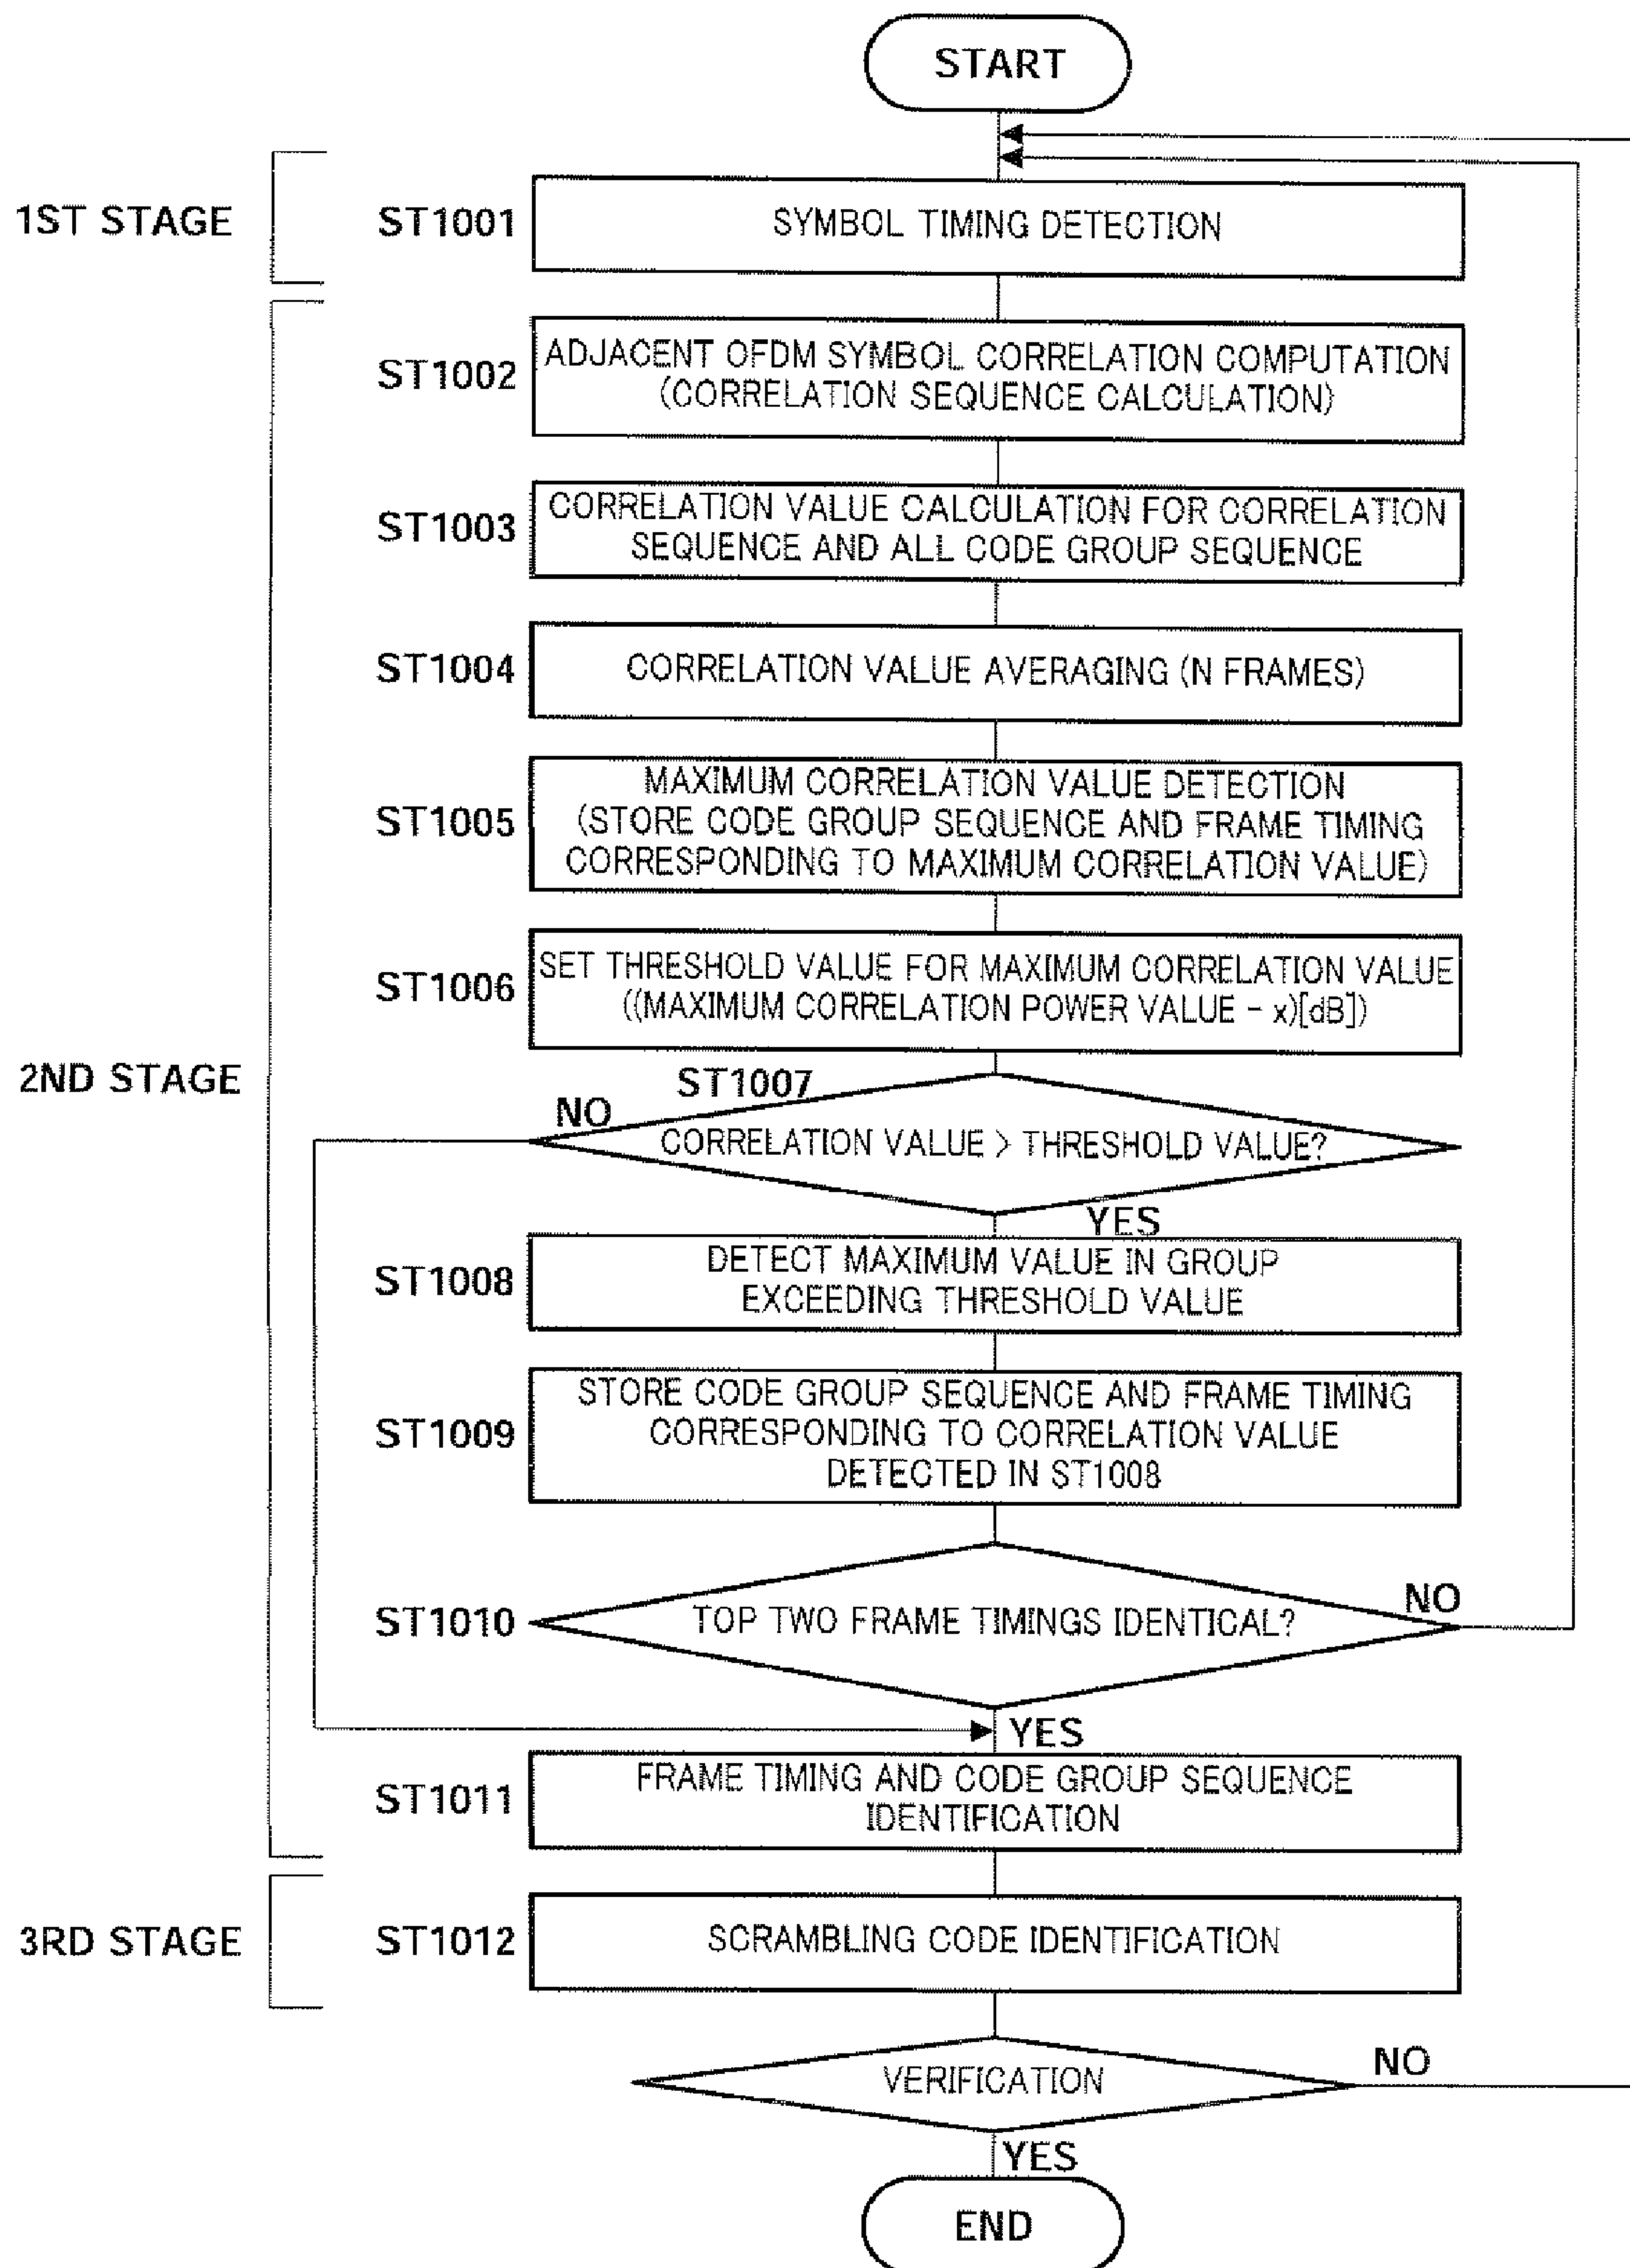 START
1ST STAGE
ST1001
SYMBOL TIMING DETECTION
ST1002
ADJACENT OFDM SYMBOL CORRELATION COMPUTATION
(CORRELATION SEQUENCE CALCULATION)
ST1003
CORRELATION VALUE CALCULATION FOR CORRELATION
SEQUENCE AND ALL CODE GROUP SEQUENCE
ST1004
CORRELATION VALUE AVERAGING (N FRAMES)
ST1005
MAXIMUM CORRELATION VALUE DETECTION
(STORE CODE GROUP SEQUENCE AND FRAME TIMING
CORRESPONDING TO MAXIMUM CORRELATION VALUE)
ST1006
SET THRESHOLD VALUE FOR MAXIMUM CORRELATION VALUE
((MAXIMUM CORRELATION POWER VALUE - x)[dB])
2ND STAGE
ST1007
NO
CORRELATION VALUE > THRESHOLD VALUE?
YES
ST1008
DETECT MAXIMUM VALUE IN GROUP
EXCEEDING THRESHOLD VALUE
ST1009
STORE CODE GROUP SEQUENCE AND FRAME TIMING
CORRESPONDING TO CORRELATION VALUE
DETECTED IN ST1008
ST1010
TOP TWO FRAME TIMINGS IDENTICAL?
NO
YES
ST1011
FRAME TIMING AND CODE GROUP SEQUENCE
IDENTIFICATION
3RD STAGE
ST1012
SCRAMBLING CODE IDENTIFICATION
VERIFICATION
NO
YES
END